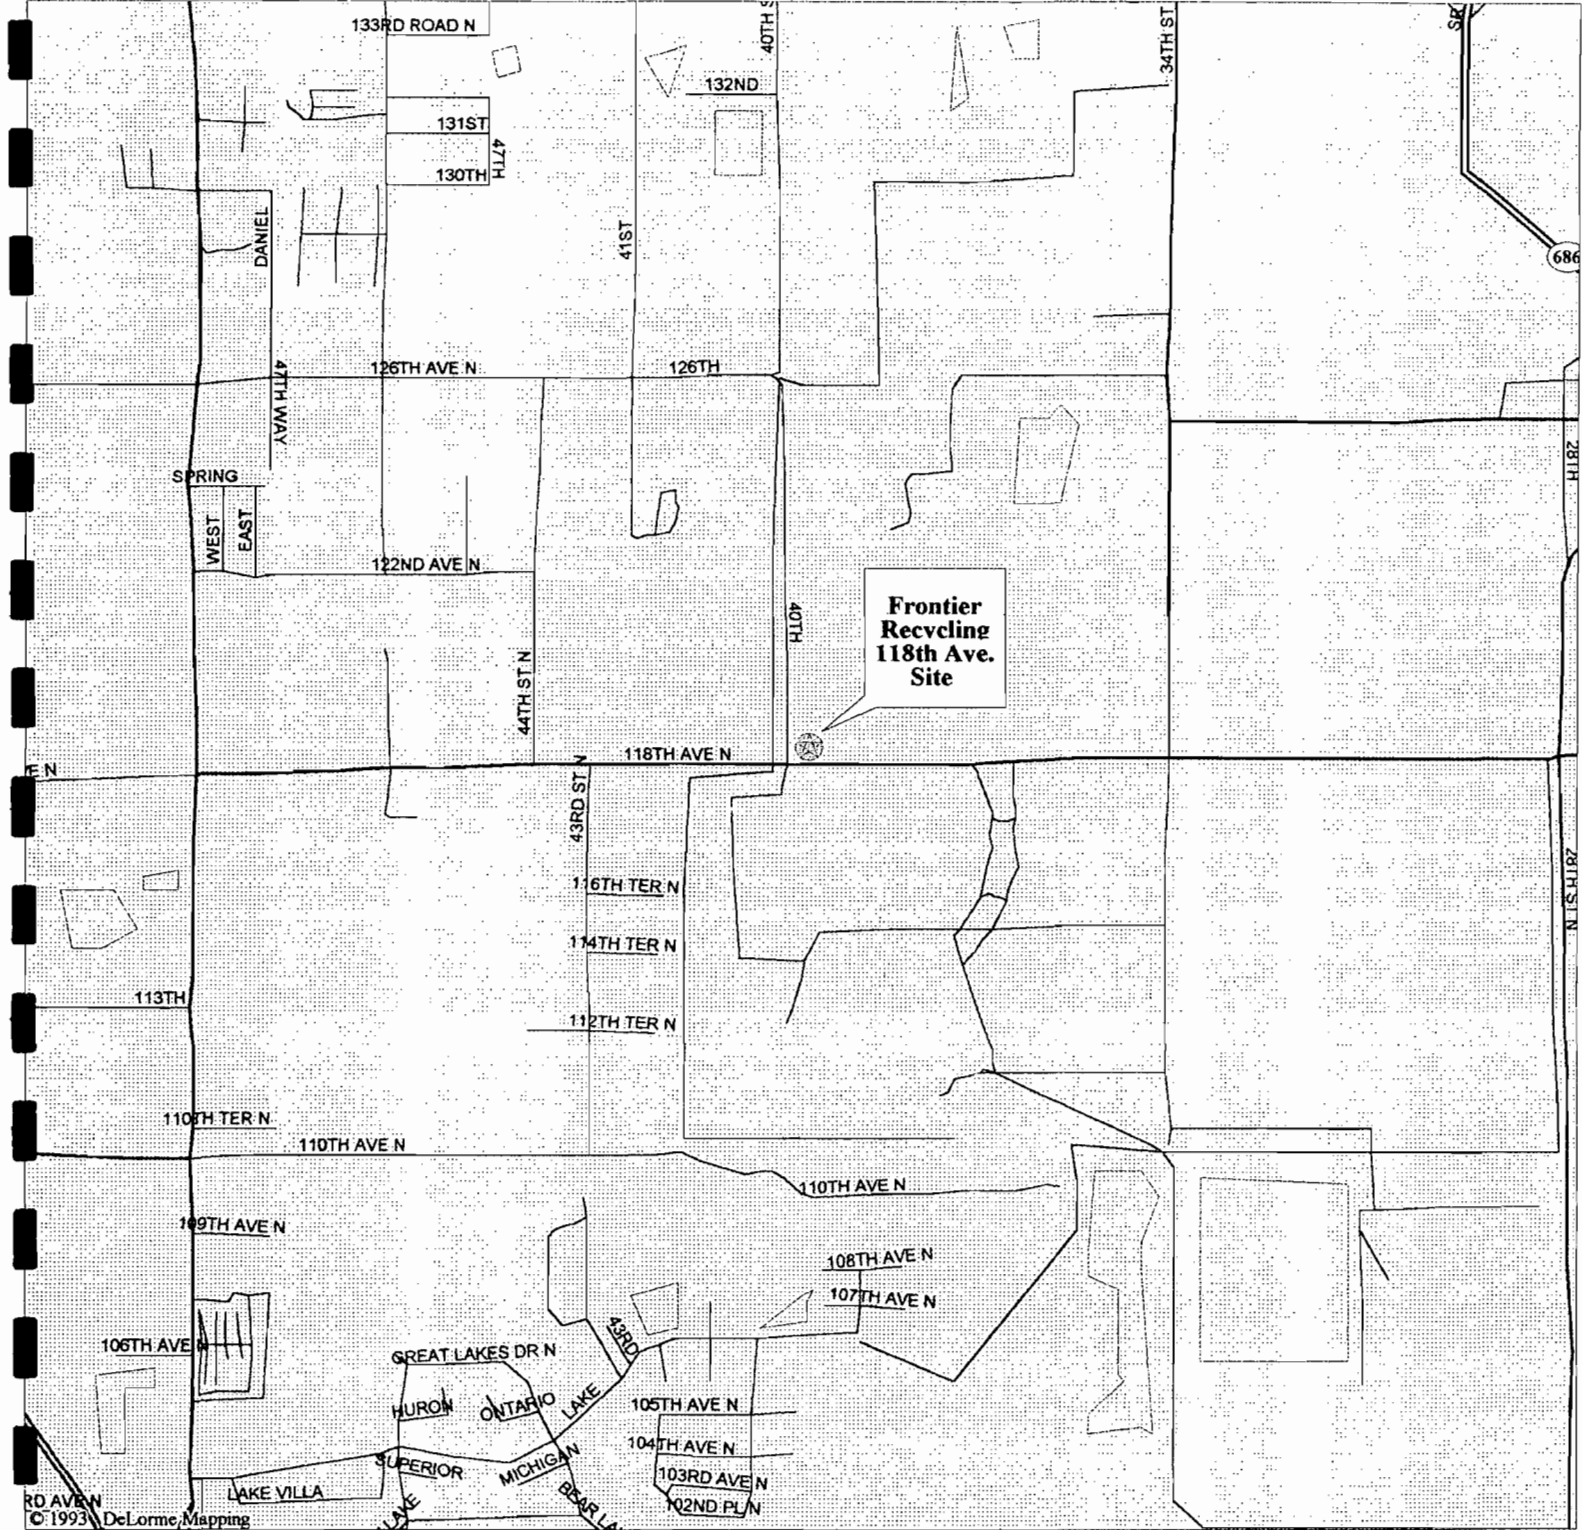 133RD ROAD N
40TH S
34TH ST
SR
132ND
131ST
47TH
130TH
DANIEL
41ST
686
126TH AVE N
126TH
47TH WAY
SPRING
28TH
WEST
EAST
122ND AVE N
40TH
Frontier
Recycling
118th Ave.
Site
44TH ST N
118TH AVE N
E N
43RD ST N
116TH TER N
28TH ST N
114TH TER N
113TH
112TH TER N
110TH TER N
110TH AVE N
110TH AVE N
109TH AVE N
108TH AVE N
107TH AVE N
106TH AVE N
43RD
GREAT LAKES DR N
HURON
ONTARIO
LAKE
105TH AVE N
104TH AVE N
SUPERIOR
MICHIGAN
103RD AVE N
LAKE VILLA
BEAR LA
102ND PL N
RD AVE N
LAKE
© 1993 DeLorme Mapping